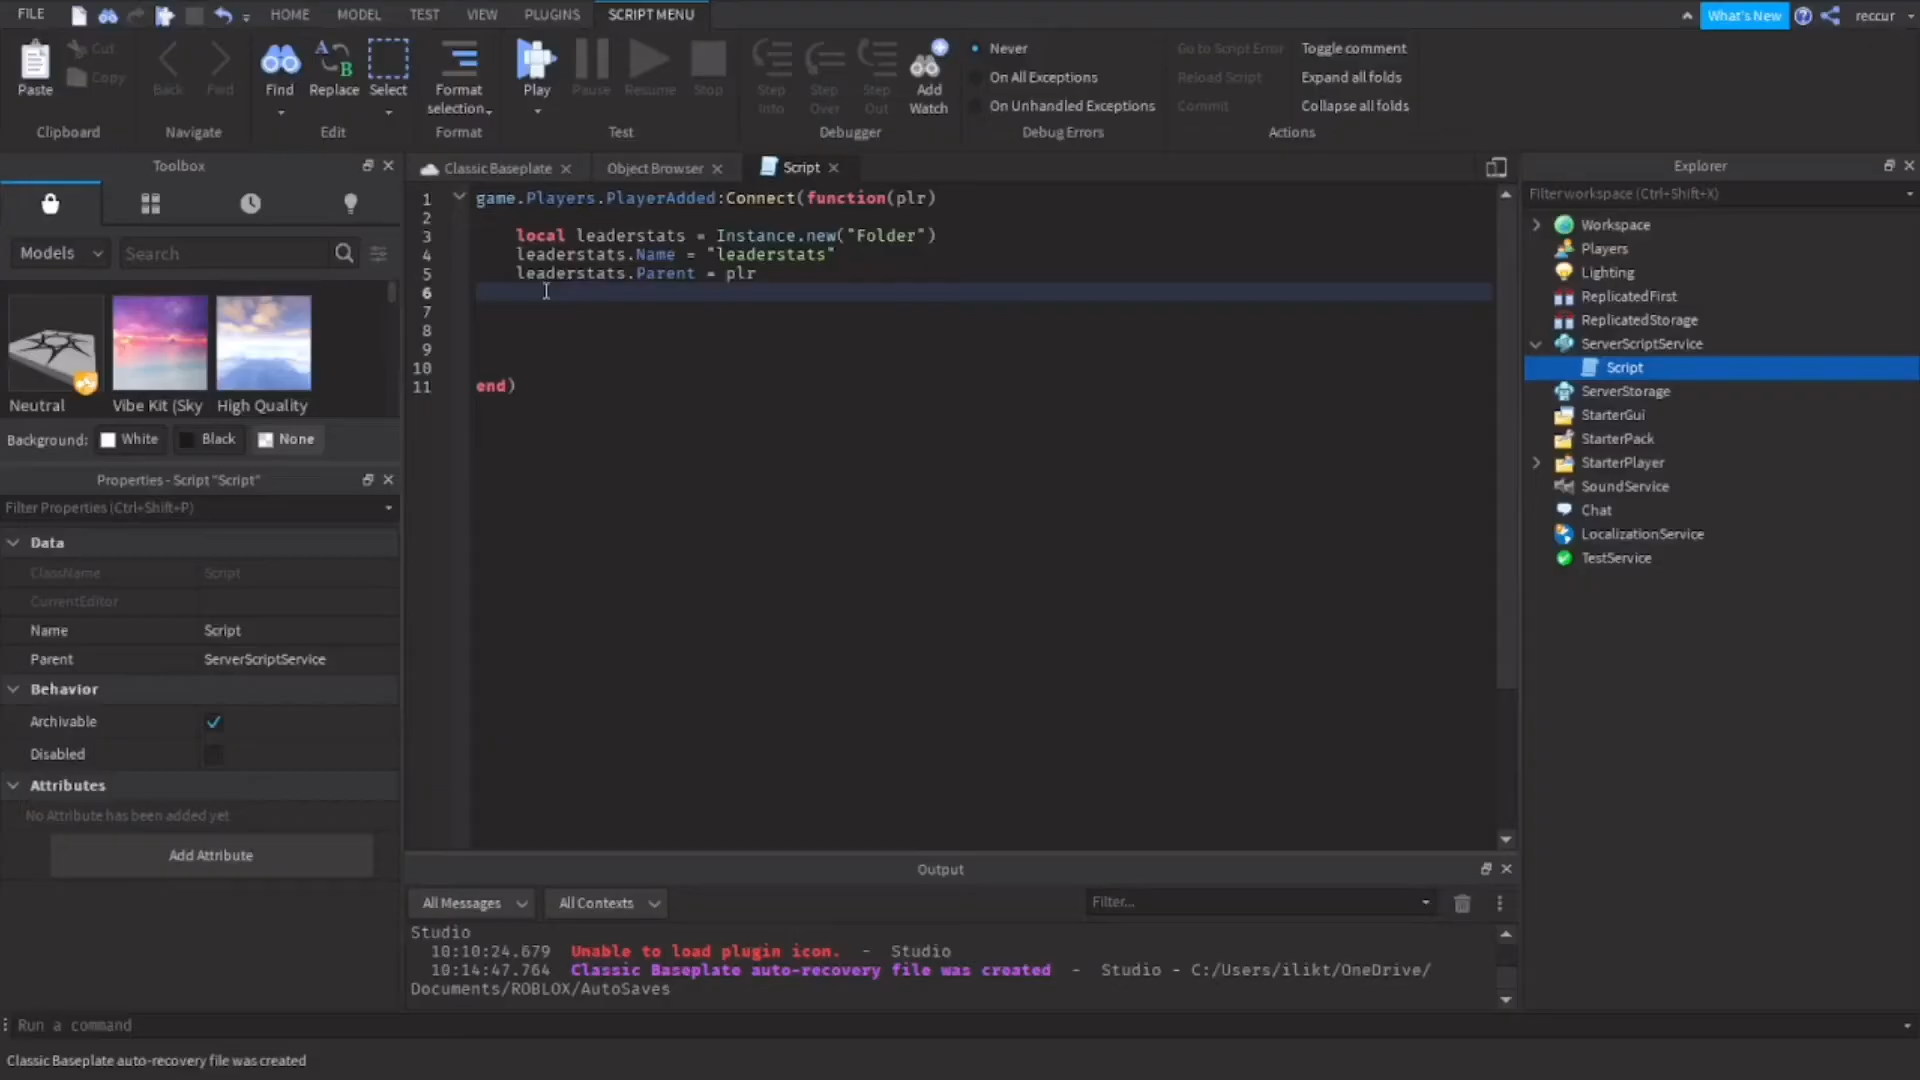 FILE HOME MODEL TEST VIEW PLUGINS SCRIPT MENU What's New reccur
Paste Cut Copy Back Find Replace Select Format selection Play Pause Resume Stop Step Into Step Over Step Out Add Watch
Never
On All Exceptions
On Unhandled Exceptions
Go to Script Error
Reload Script
Commit
Toggle comment
Expand all folds
Collapse all folds
Clipboard Navigate Edit Format Test Debugger Debug Errors Actions
Toolbox
Models Search
Neutral Vibe Kit (Sky High Quality
Background: White Black None
Properties - Script "Script"
Filter Properties (Ctrl+Shift+P)
Data
ClassName Script
CurrentEditor
Name Script
Parent ServerScriptService
Behavior
Archivable
Disabled
Attributes
No Attribute has been added yet
Add Attribute
Classic Baseplate Object Browser Script
1 game.Players.PlayerAdded:Connect(function(plr)
2
3 local leaderstats = Instance.new("Folder")
4 leaderstats.Name = "leaderstats"
5 leaderstats.Parent = plr
6
7
8
9
10
11 end)
Output
All Messages All Contexts Filter...
Studio
10:10:24.679 Unable to load plugin icon. - Studio
10:14:47.764 Classic Baseplate auto-recovery file was created - Studio - C:/Users/ilikt/OneDrive/
Documents/ROBLOX/AutoSaves
Explorer
Filter workspace (Ctrl+Shift+X)
Workspace
Players
Lighting
ReplicatedFirst
ReplicatedStorage
ServerScriptService
Script
ServerStorage
StarterGui
StarterPack
StarterPlayer
SoundService
Chat
LocalizationService
TestService
Run a command
Classic Baseplate auto-recovery file was created